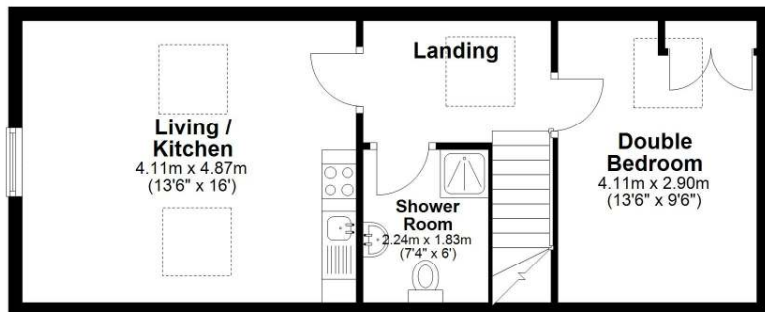 Landing
Living /
Kitchen
4.11m x 4.87m
(13'6" x 16')
Double
Bedroom
4.11m x 2.90m
(13'6" x 9'6")
Shower
Room
2.24m x 1.83m
(7'4" x 6')